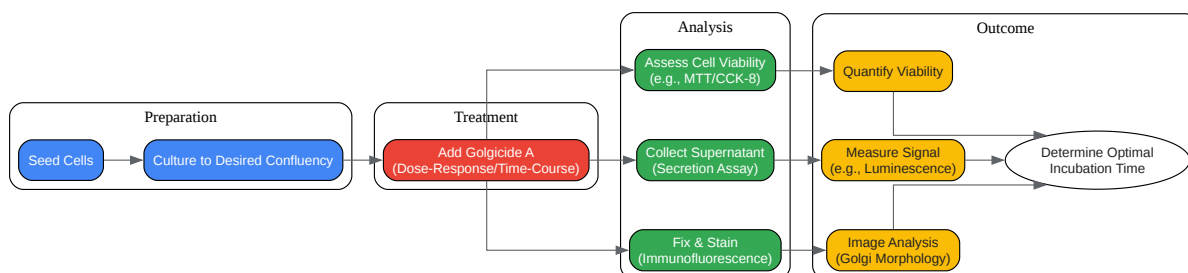 Preparation
Seed Cells
Culture to Desired Confluency
Treatment
Add Golgicide A
(Dose-Response/Time-Course)
Analysis
Assess Cell Viability
(e.g., MTT/CCK-8)
Collect Supernatant
(Secretion Assay)
Fix & Stain
(Immunofluorescence)
Outcome
Quantify Viability
Measure Signal
(e.g., Luminescence)
Image Analysis
(Golgi Morphology)
Determine Optimal
Incubation Time